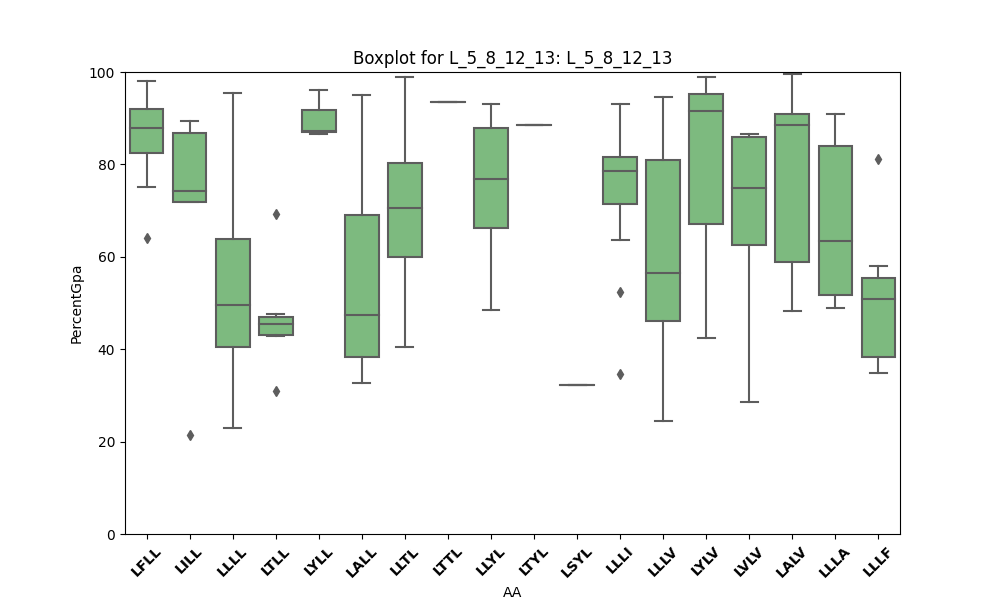 Boxplot for L_5_8_12_13: L_5_8_12_13
100
80
60
40
20
0
PercentGpa
LFLL LILL LLLL LTLL LYLL LALL LLTL LTTL LLYL LTYL LSYL LLLI LLLV LYLV LVLV LALV LLLA LLLF
AA